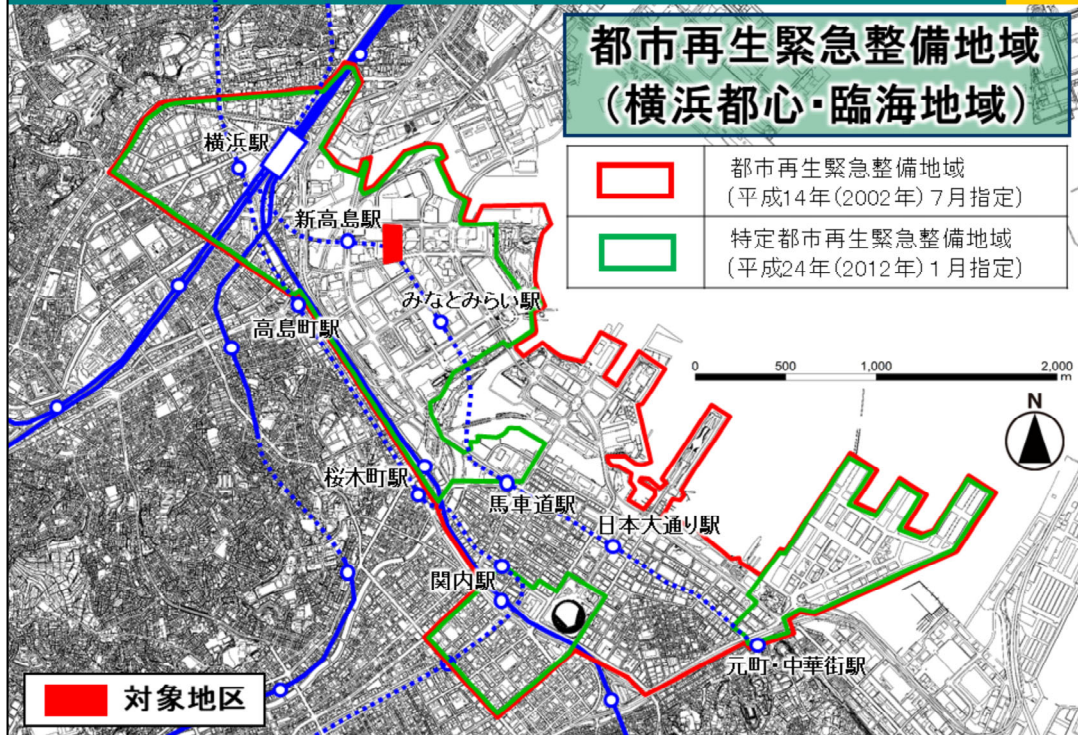 都市再生緊急整備地域
(横浜都心・臨海地域)
都市再生緊急整備地域
(平成14年(2002年)7月指定)
特定都市再生緊急整備地域
(平成24年(2012年)1月指定)
横浜駅
新高島駅
みなとみらい駅
高島町駅
0 500 1,000 2,000
m
N
桜木町駅
馬車道駅
日本大通り駅
関内駅
元町・中華街駅
対象地区